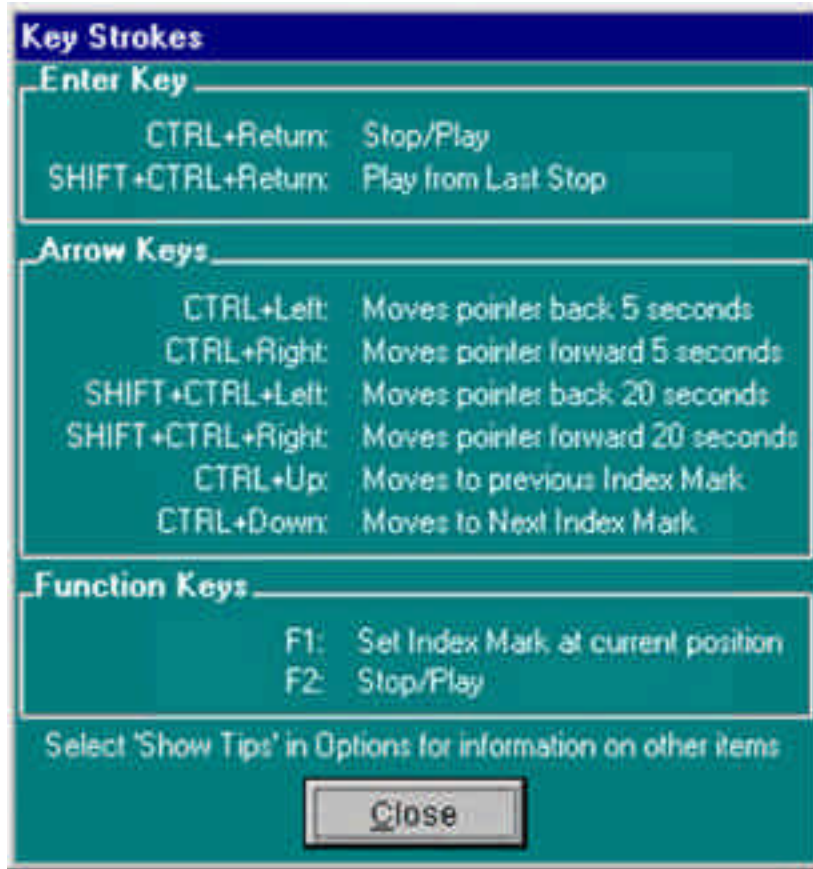 Key Strokes
Enter Key
CTRL+Return: Stop/Play
SHIFT+CTRL+Return: Play from Last Stop
Arrow Keys
CTRL+Left: Moves pointer back 5 seconds
CTRL+Right: Moves pointer forward 5 seconds
SHIFT+CTRL+Left: Moves pointer back 20 seconds
SHIFT+CTRL+Right: Moves pointer forward 20 seconds
CTRL+Up: Moves to previous Index Mark
CTRL+Down: Moves to Next Index Mark
Function Keys
F1: Set Index Mark at current position
F2: Stop/Play
Select 'Show Tips' in Options for information on other items
Close